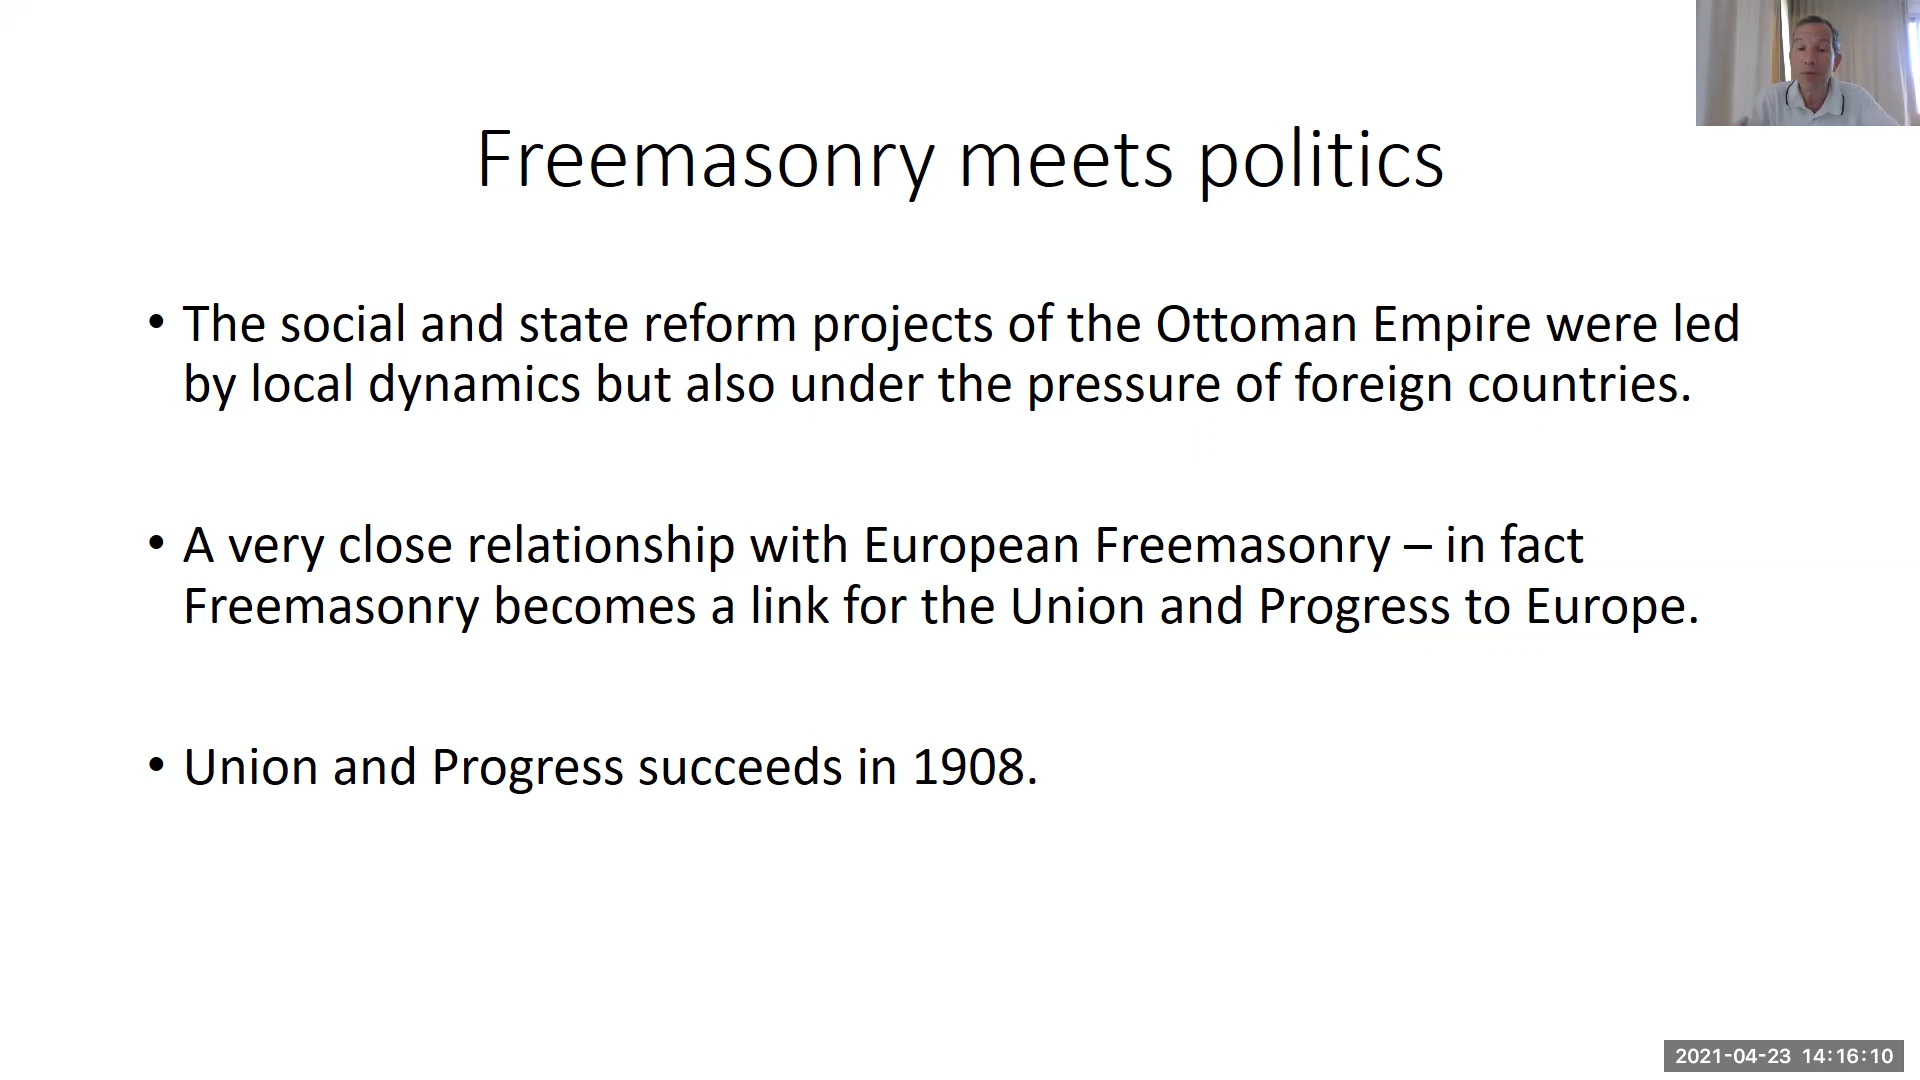 Freemasonry meets politics
• The social and state reform projects of the Ottoman Empire were led
by local dynamics but also under the pressure of foreign countries.
• A very close relationship with European Freemasonry – in fact
Freemasonry becomes a link for the Union and Progress to Europe.
• Union and Progress succeeds in 1908.
2021-04-23 14:16:10